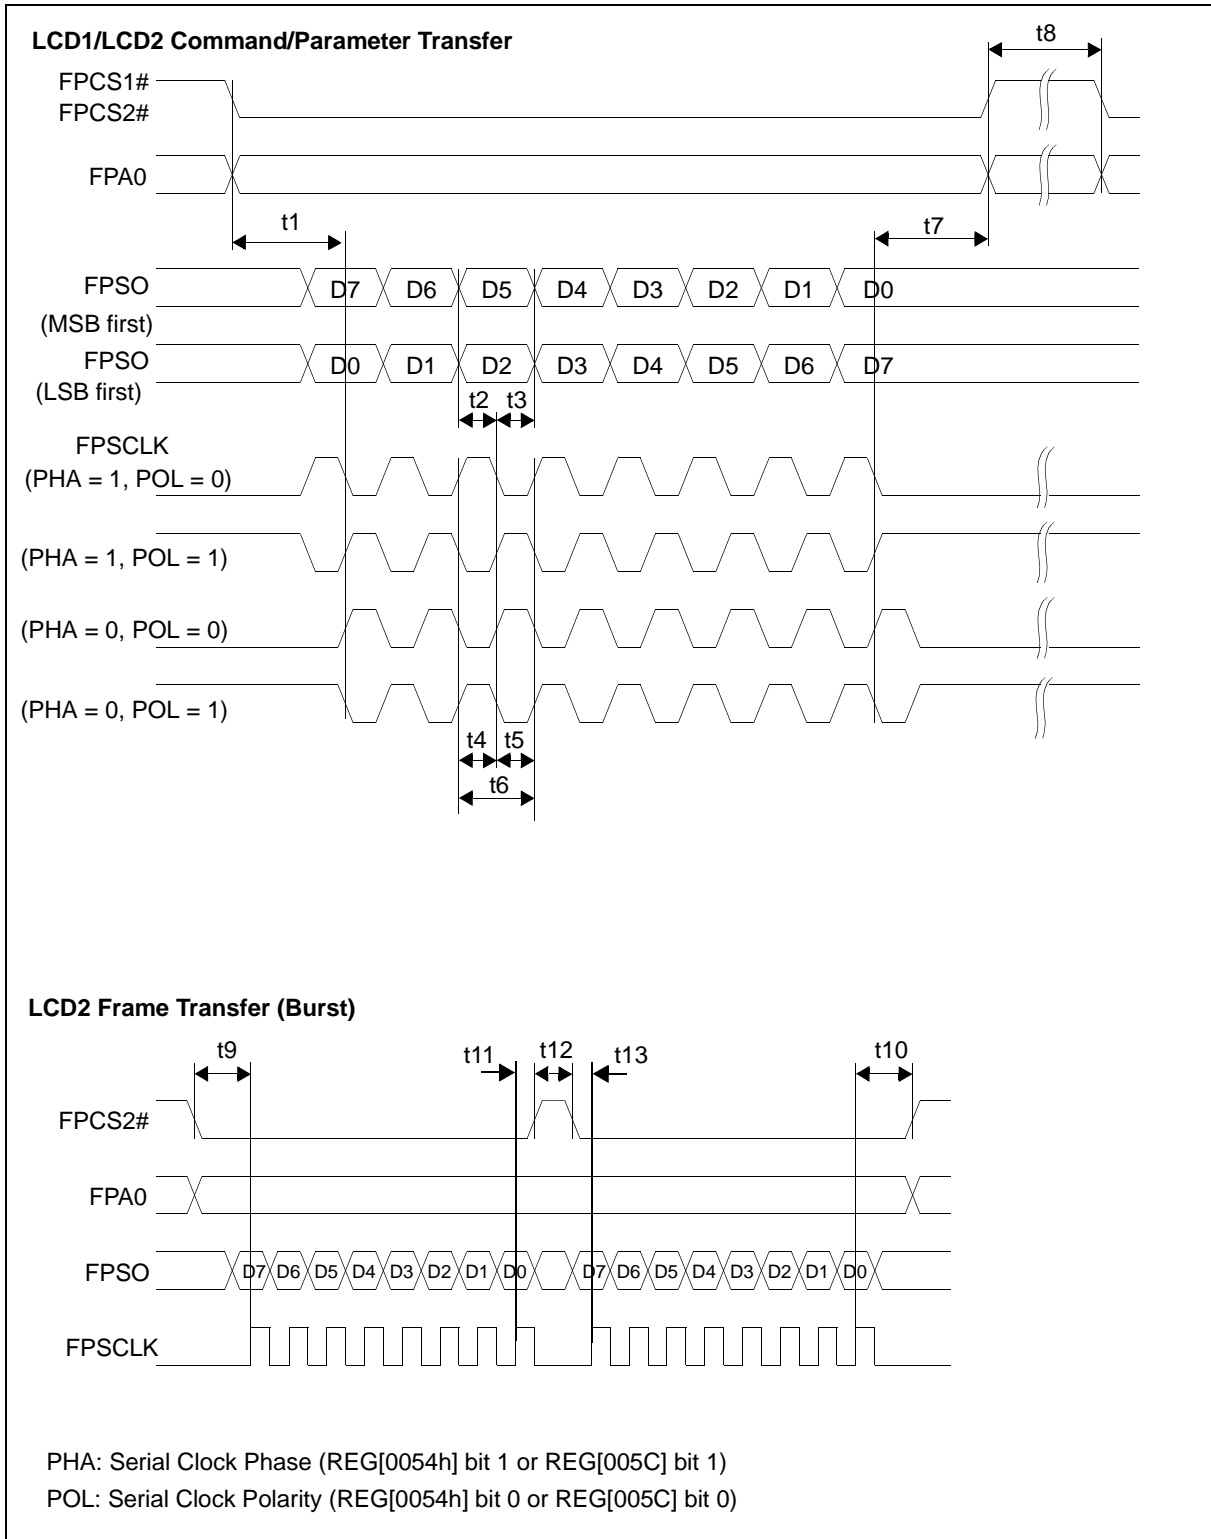 LCD1/LCD2 Command/Parameter Transfer
t8
FPCS1#
FPCS2#
FPA0
t1
t7
FPSO D7 D6 D5 D4 D3 D2 D1 D0
(MSB first)
FPSO D0 D1 D2 D3 D4 D5 D6 D7
(LSB first)
t2 t3
FPSCLK
(PHA = 1, POL = 0)
(PHA = 1, POL = 1)
(PHA = 0, POL = 0)
(PHA = 0, POL = 1)
t4 t5
t6
LCD2 Frame Transfer (Burst)
t9 t11 t12 t13 t10
FPCS2#
FPA0
FPSO D7 D6 D5 D4 D3 D2 D1 D0 D7 D6 D5 D4 D3 D2 D1 D0
FPSCLK
PHA: Serial Clock Phase (REG[0054h] bit 1 or REG[005C] bit 1)
POL: Serial Clock Polarity (REG[0054h] bit 0 or REG[005C] bit 0)